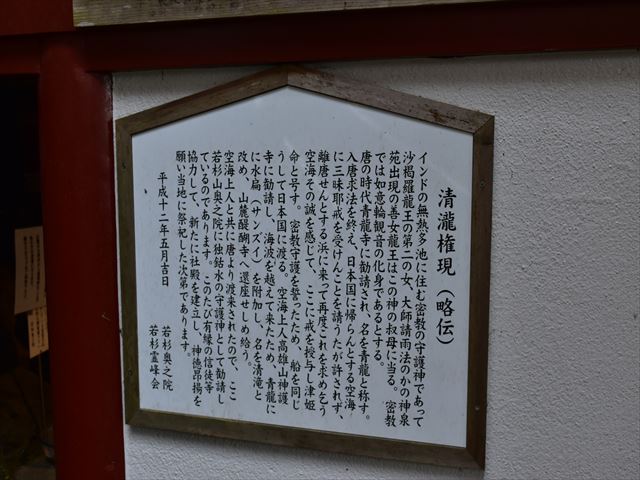 清瀧権現（略伝）
インドの無熱多池に住む密教の守護神であって
沙羯羅龍王の第三の女、大師請雨法のかの神泉
苑出現の善女龍王はこの神の叔母に当る。密教
では如意輪観音の化身であるとする。
唐の時代青龍寺に勧請され、名を青龍と称す。
入唐求法を終え、日本国に帰らんとする空海
に三昧耶戒を受けんことを請うたが許されず、
離唐せんとする浜に来って再度これを求めこう
空海その誠を感じて、ここに戒を授与し津姫
命と号す。密教守護を誓ったため、船を同じ
うして日本国に渡る。空海上人高雄山神護
寺に勧請し、海波を越えて来たため、青龍に
に水扁（サンズイ）を附加し、名を清滝と
改め、山麓醍醐寺へ還座せしめ給う。
空海上人と共に唐より渡来されたので、ここ
若杉山奥之院に独鈷水の守護神として勧請し
ているのであります。このたび有縁の信徒等
協力して、新たに社殿を建立し、神徳昂揚を
願い当地に祭祀した次第であります。
平成十二年五月吉日
若杉奥之院
若杉霊峰会